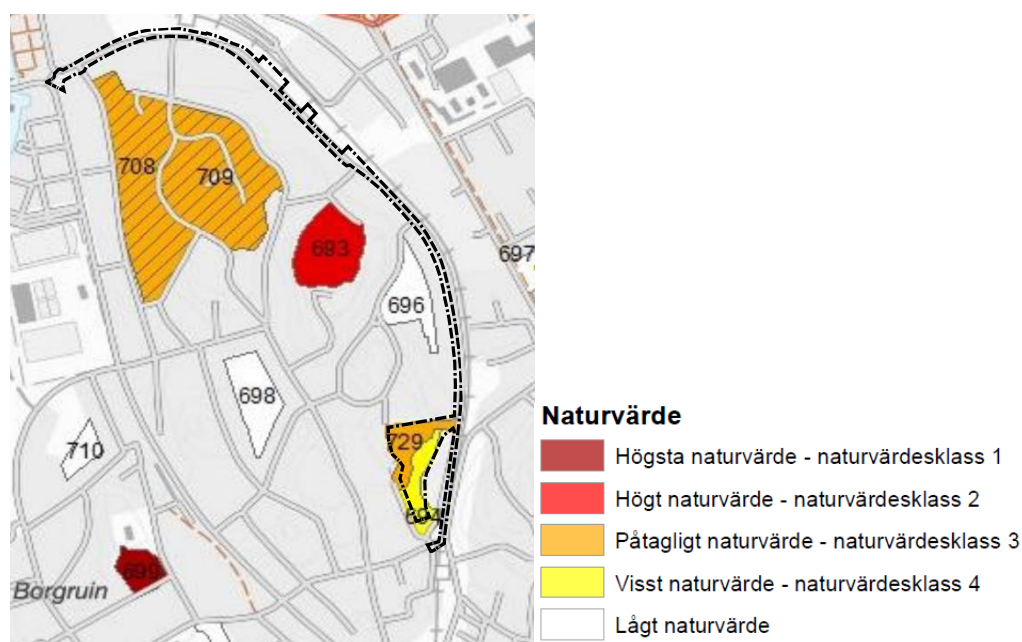 708
709
693
697
696
698
729
710
694
699
Borgruin
Naturvärde
Högsta naturvärde - naturvärdesklass 1
Högt naturvärde - naturvärdesklass 2
Påtagligt naturvärde - naturvärdesklass 3
Visst naturvärde - naturvärdesklass 4
Lågt naturvärde